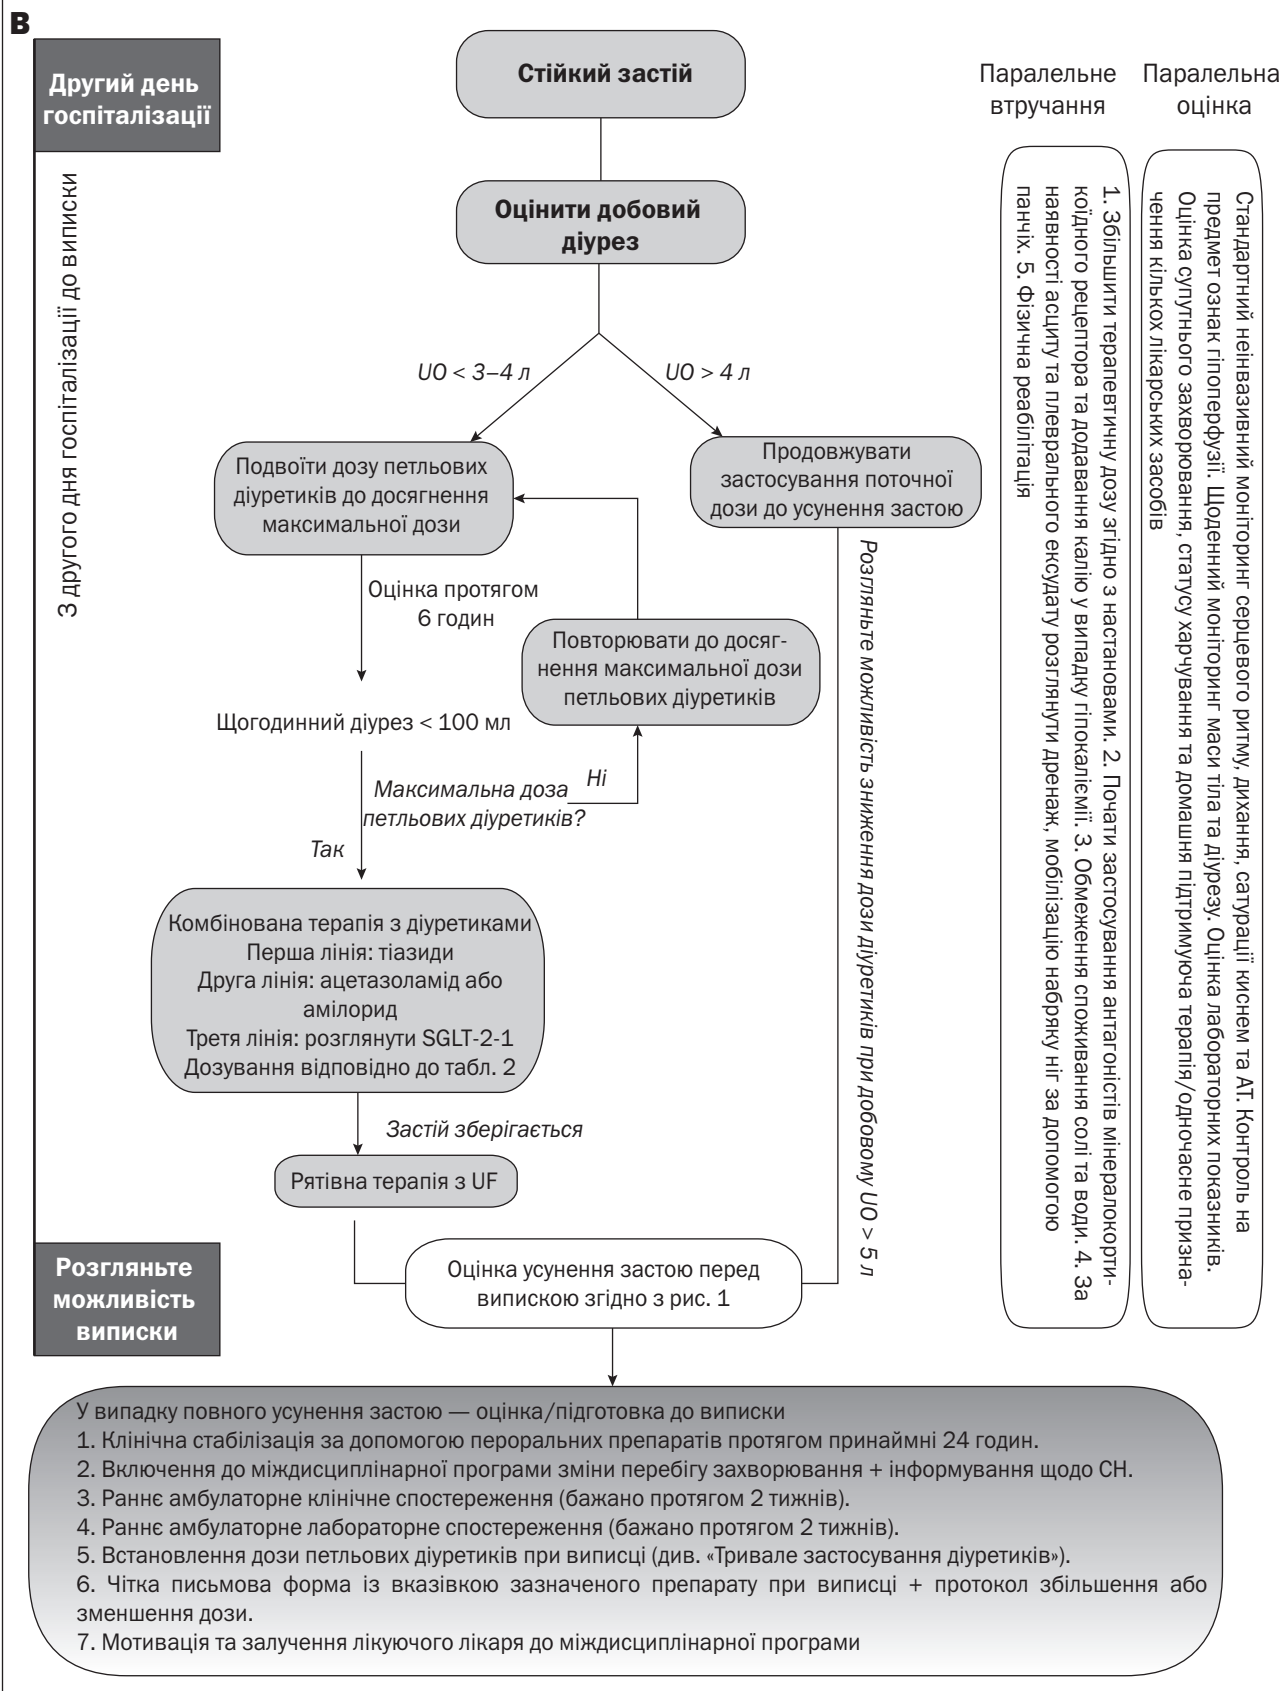 B
Другий день
госпіталізації
З другого дня госпіталізації до виписки
Стійкий застій
Оцінити добовий
діурез
UO < 3–4 л
UO > 4 л
Подвоїти дозу петльових
діуретиків до досягнення
максимальної дози
Продовжувати
застосування поточної
дози до усунення застою
Оцінка протягом
6 годин
Повторювати до досяг-
нення максимальної дози
петльових діуретиків
Щогодинний діурез < 100 мл
Максимальна доза
петльових діуретиків?
Ні
Так
Комбінована терапія з діуретиками
Перша лінія: тіазиди
Друга лінія: ацетазоламід або
амілорид
Третя лінія: розглянути SGLT-2-1
Дозування відповідно до табл. 2
Застій зберігається
Рятівна терапія з UF
Розгляньте можливість зниження дози діуретиків при добовому UO > 5 л
Паралельне
втручання
1. Збільшити терапевтичну дозу згідно з настановами. 2. Почати застосування антагоністів мінералокорти-
коїдного рецептора та додавання калію у випадку гіпокаліємії. 3. Обмеження споживання солі та води. 4. За
наявності асциту та плеврального ексудату розглянути дренаж, мобілізацію набряку ніг за допомогою
панчіх. 5. Фізична реабілітація
Паралельна
оцінка
Стандартний неінвазивний моніторинг серцевого ритму, дихання, сатурації киснем та АТ. Контроль на
предмет ознак гіпоперфузії. Щоденний моніторинг маси тіла та діурезу. Оцінка лабораторних показників.
Оцінка супутнього захворювання, статусу харчування та домашня підтримуюча терапія/одночасне призна-
чення кількох лікарських засобів
Розгляньте
можливість
виписки
Оцінка усунення застою перед
випискою згідно з рис. 1
У випадку повного усунення застою — оцінка/підготовка до виписки
1. Клінічна стабілізація за допомогою пероральних препаратів протягом принаймні 24 годин.
2. Включення до міждисциплінарної програми зміни перебігу захворювання + інформування щодо СН.
3. Раннє амбулаторне клінічне спостереження (бажано протягом 2 тижнів).
4. Раннє амбулаторне лабораторне спостереження (бажано протягом 2 тижнів).
5. Встановлення дози петльових діуретиків при виписці (див. «Тривале застосування діуретиків»).
6. Чітка письмова форма із вказівкою зазначеного препарату при виписці + протокол збільшення або
зменшення дози.
7. Мотивація та залучення лікуючого лікаря до міждисциплінарної програми